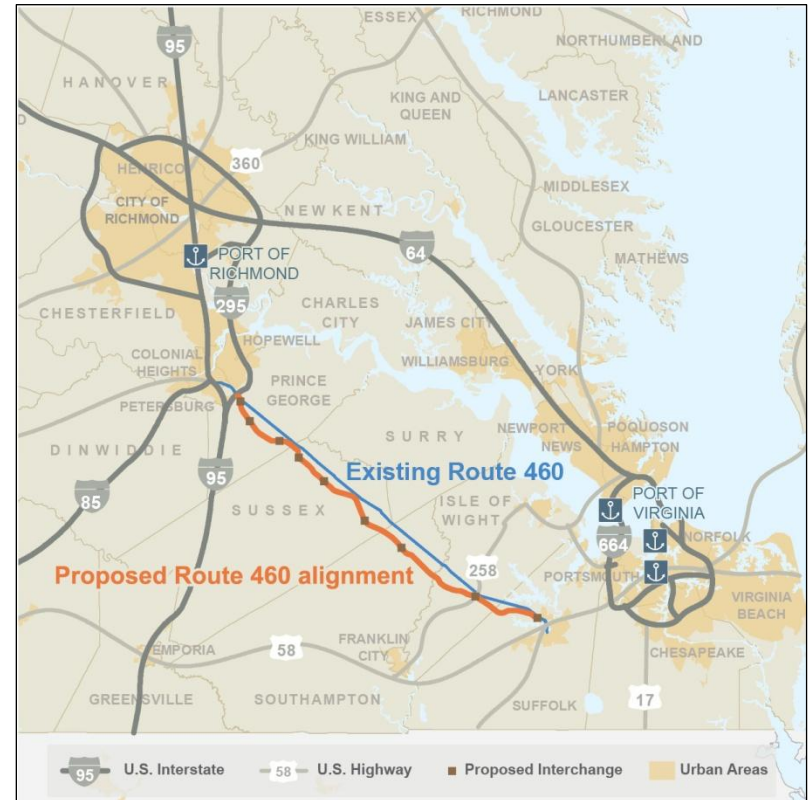 ESSEX
RICHMOND
95
NORTHUMBERLAND
HANOVER
KING AND
QUEEN
LANCASTER
KING WILLIAM
HENRICO
360
CITY OF
RICHMOND
MIDDLESEX
NEW KENT
GLOUCESTER
64
MATHEWS
PORT OF
RICHMOND
295
CHESTERFIELD
CHARLES
CITY
JAMES CITY
HOPEWELL
COLONIAL
HEIGHTS
WILLIAMSBURG
YORK
PRINCE
GEORGE
PETERSBURG
POQUOSON
NEWPORT
NEWS
HAMPTON
SURRY
DINWIDDIE
95
Existing Route 460
85
SUSSEX
ISLE OF
WIGHT
PORT OF
VIRGINIA
664
NORFOLK
258
Proposed Route 460 alignment
PORTSMOUTH
VIRGINIA
BEACH
FRANKLIN
CITY
58
EMPORIA
CHESAPEAKE
GREENSVILLE
SOUTHAMPTON
SUFFOLK
17
95 U.S. Interstate 58 U.S. Highway Proposed Interchange Urban Areas